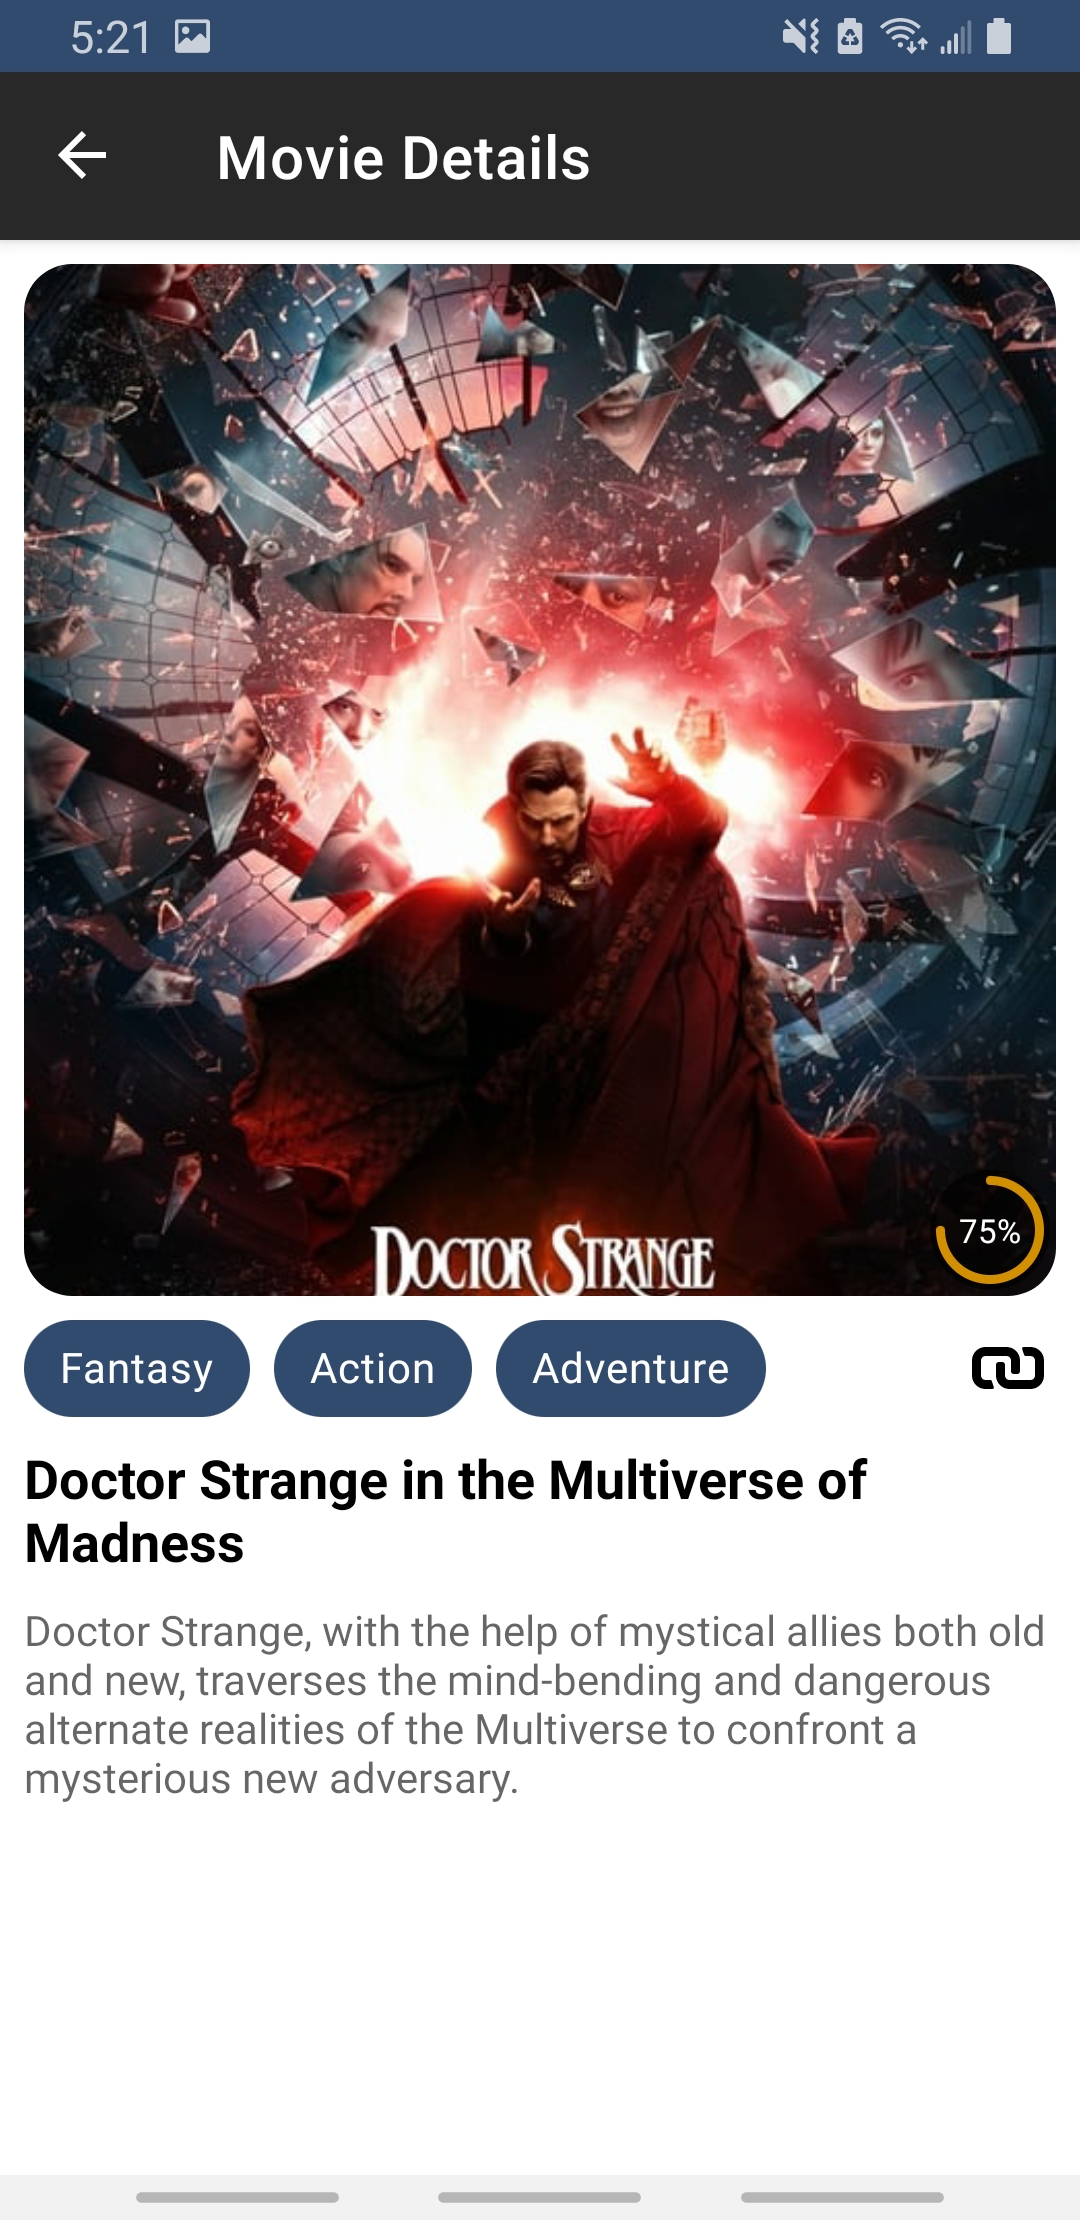 5:21
Movie Details
DOCTOR STRANGE
75%
Fantasy
Action
Adventure
Doctor Strange in the Multiverse of
Madness
Doctor Strange, with the help of mystical allies both old
and new, traverses the mind-bending and dangerous
alternate realities of the Multiverse to confront a
mysterious new adversary.